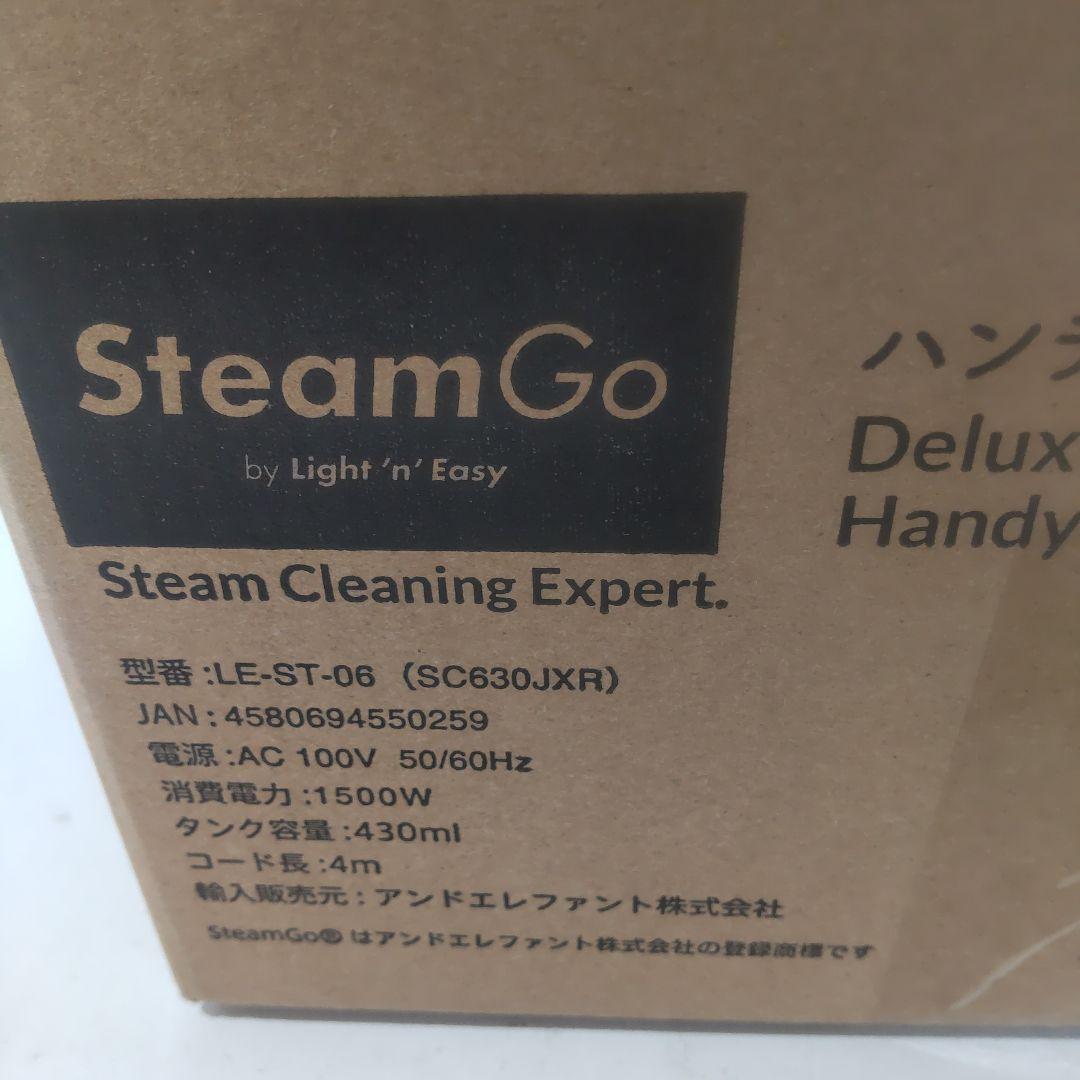 SteamGo
by Light 'n' Easy
Steam Cleaning Expert.
型番:LE-ST-06 （SC630JXR）
JAN:4580694550259
電源:AC 100V 50/60Hz
消費電力:1500W
タンク容量:430ml
コード長:4m
輸入販売元:アンドエレファント株式会社
SteamGo® はアンドエレファント株式会社の登録商標です
ハン
Delux
Handy